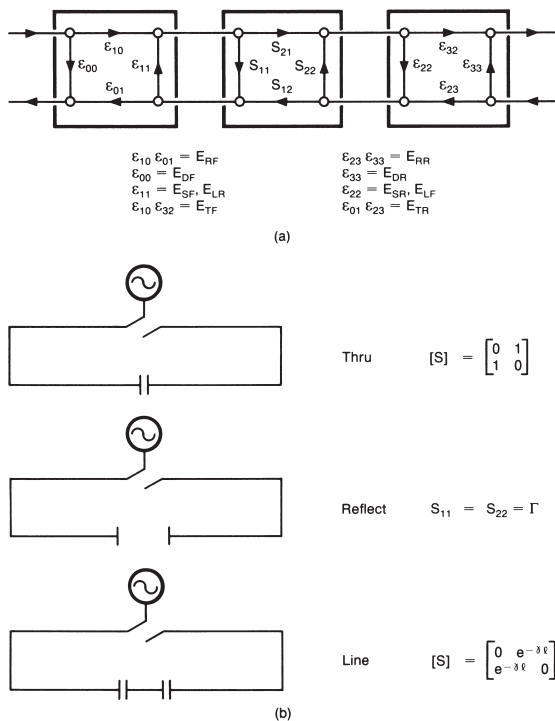 ε10 S21 ε32
ε00 ε11 S11 S22 ε22 ε33
ε01 S12 ε23
ε10 ε01 = ERF ε23 ε33 = ERR
ε00 = EDF ε33 = EDR
ε11 = ESF, ELR ε22 = ESR, ELF
ε10 ε32 = ETF ε01 ε23 = ETR
(a)
Thru [S] = [0 1
1 0]
Reflect S11 = S22 = Γ
Line [S] = [0 e^-γℓ
e^-γℓ 0]
(b)